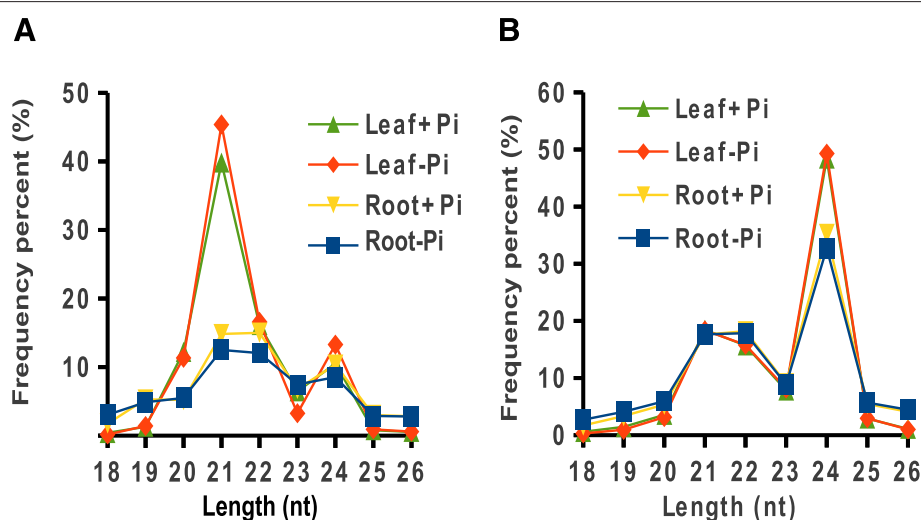 A
Frequency percent (%)
50
40
30
20
10
Leaf+Pi
Leaf-Pi
Root+Pi
Root-Pi
18 19 20 21 22 23 24 25 26
Length (nt)
B
Frequency percent (%)
60
50
40
30
20
10
0
Leaf+Pi
Leaf-Pi
Root+Pi
Root-Pi
18 19 20 21 22 23 24 25 26
Length (nt)